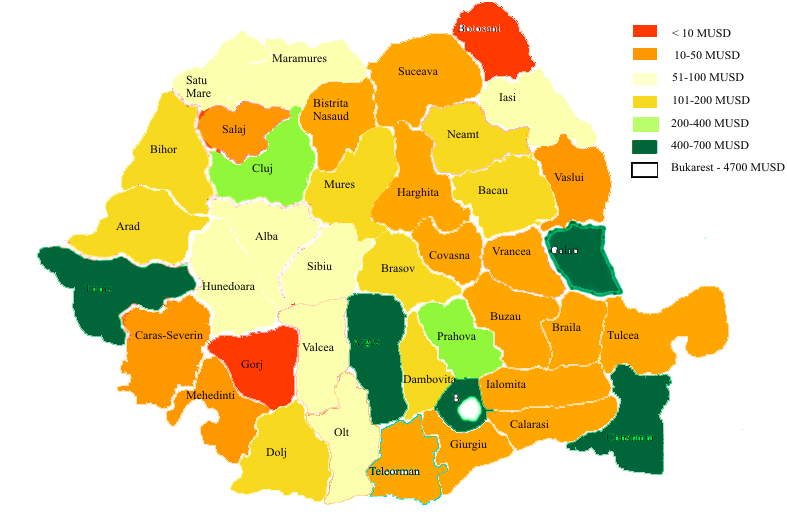 Botosani
< 10 MUSD
10-50 MUSD
51-100 MUSD
101-200 MUSD
200-400 MUSD
400-700 MUSD
Bukarest - 4700 MUSD
Maramures
Suceava
Satu
Mare
Iasi
Bistrita
Nasaud
Salaj
Neamt
Bihor
Cluj
Vaslui
Mures
Harghita
Bacau
Arad
Alba
Covasna
Vrancea
Sibiu
Brasov
Timis
Hunedoara
Buzau
Braila
Tulcea
Caras-Severin
Prahova
Valcea
Gorj
Dambovita
Ialomita
Mehedinti
Calarasi
Olt
Constanta
Giurgiu
Dolj
Teleorman